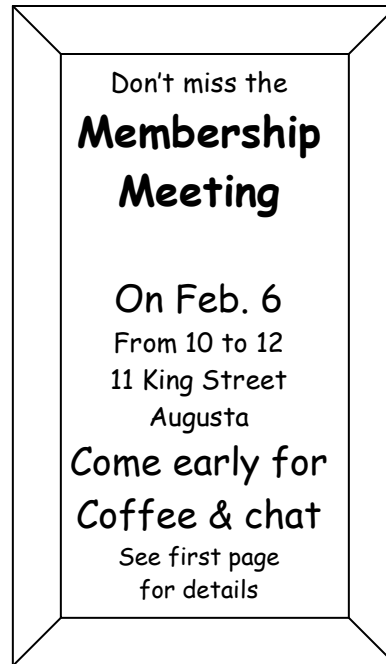 Don't miss the
Membership
Meeting
On Feb. 6
From 10 to 12
11 King Street
Augusta
Come early for
Coffee & chat
See first page
for details